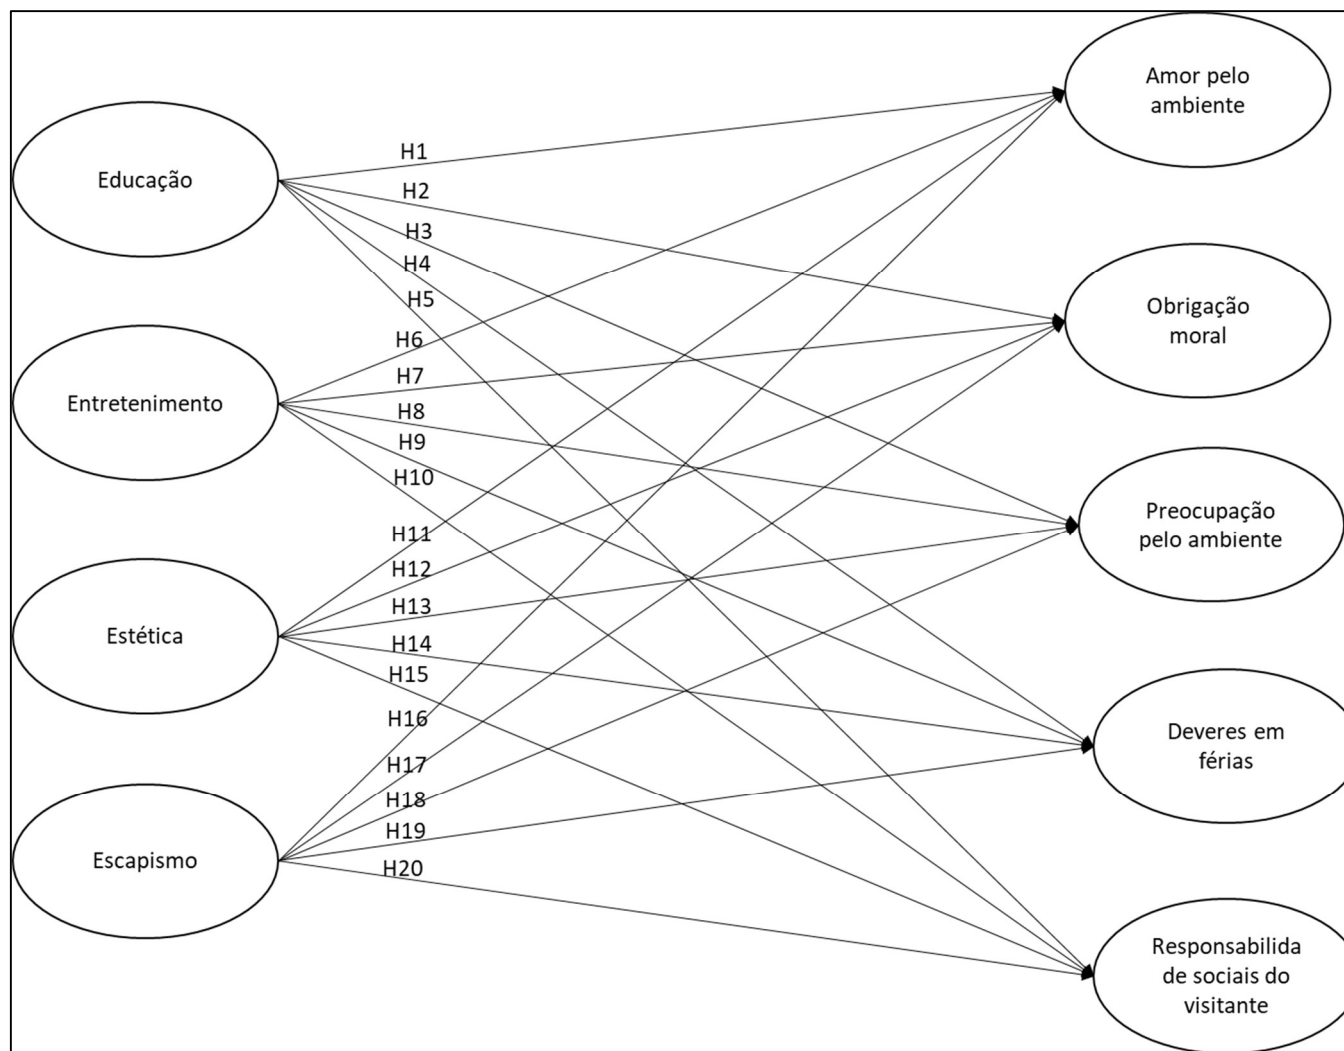 Educação
Entretenimento
Estética
Escapismo
H1
H2
H3
H4
H5
H6
H7
H8
H9
H10
H11
H12
H13
H14
H15
H16
H17
H18
H19
H20
Amor pelo
ambiente
Obrigação
moral
Preocupação
pelo ambiente
Deveres em
férias
Responsabilida
de sociais do
visitante